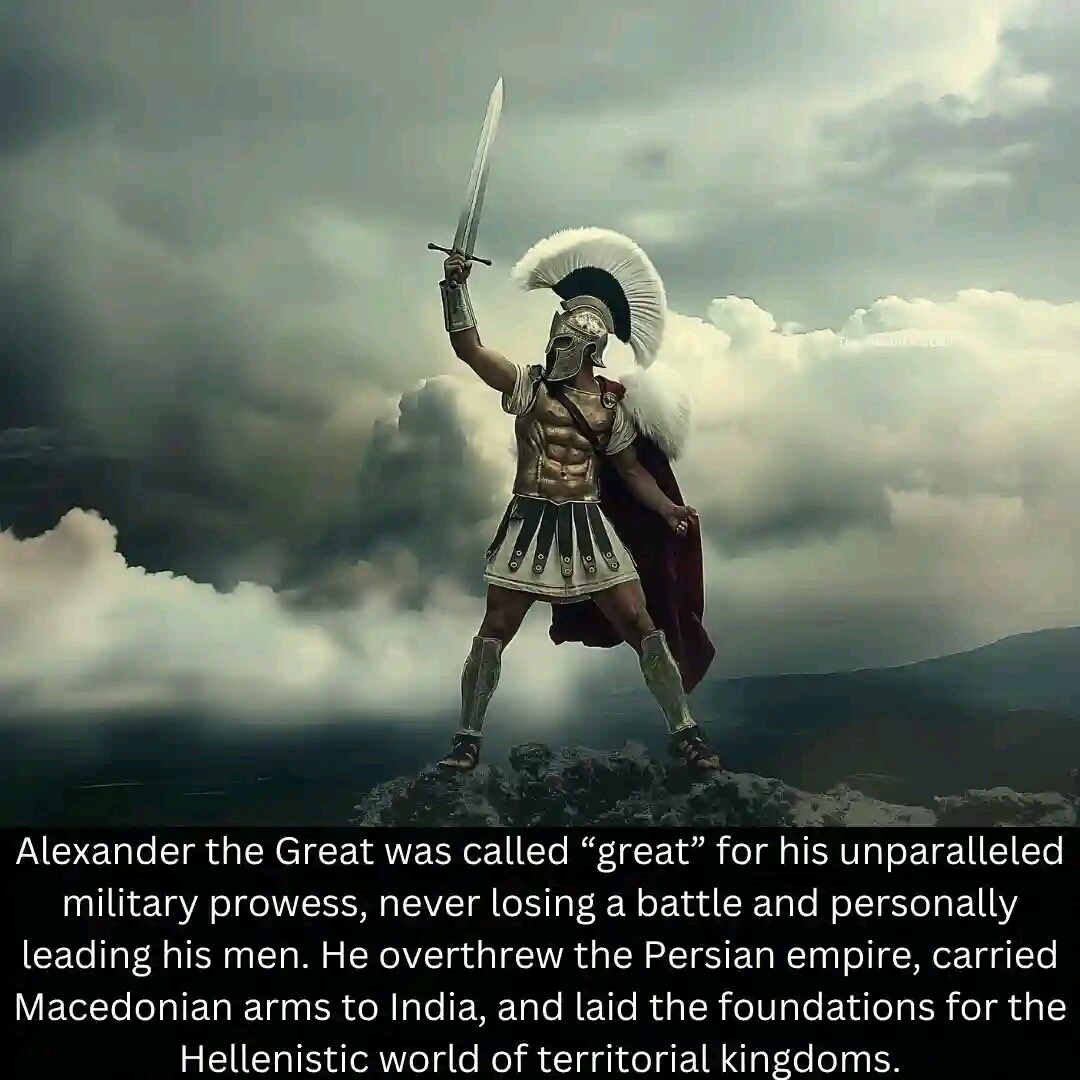 Alexander the Great was called “great” for his unparalleled
military prowess, never losing a battle and personally
leading his men. He overthrew the Persian empire, carried
Macedonian arms to India, and laid the foundations for the
Hellenistic world of territorial kingdoms.